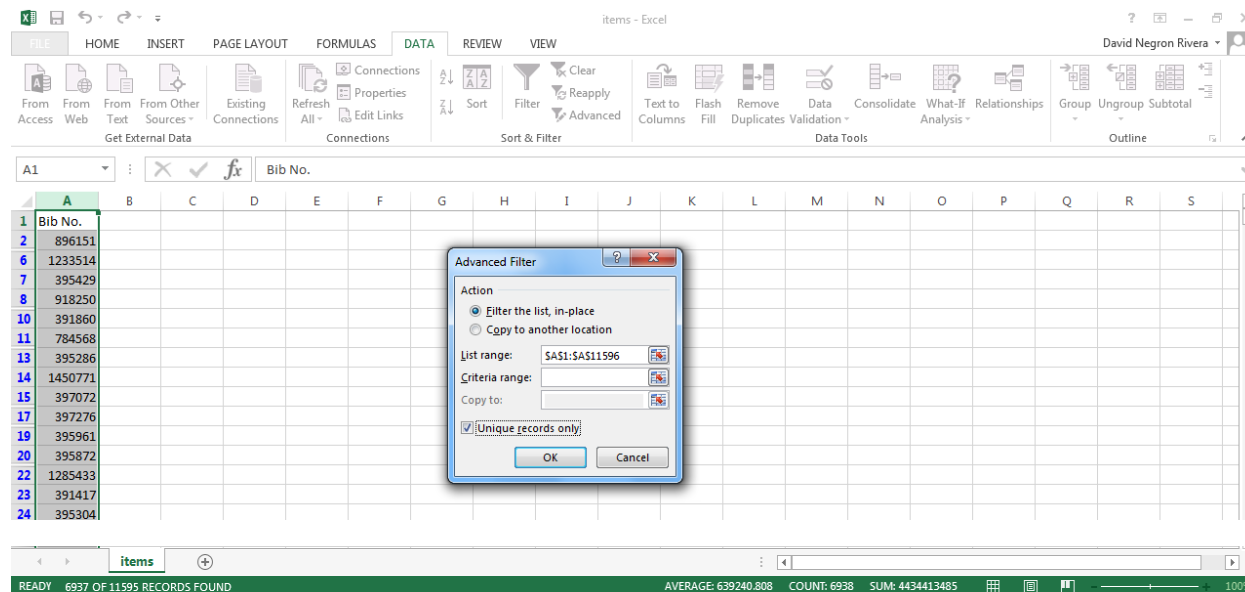 items - Excel
FILE HOME INSERT PAGE LAYOUT FORMULAS DATA REVIEW VIEW David Negron Rivera
From Access
From Web
From Text
From Other Sources
Existing Connections
Get External Data
Refresh All
Connections
Properties
Edit Links
Connections
Sort
Filter
Clear
Reapply
Advanced
Sort & Filter
Text to Columns
Flash Fill
Remove Duplicates
Data Validation
Consolidate
What-If Analysis
Relationships
Data Tools
Group
Ungroup
Subtotal
Outline
A1 fx Bib No.
A B C D E F G H I J K L M N O P Q R S
1 Bib No.
2 896151
6 1233514
7 395429
8 918250
10 391860
11 784568
13 395286
14 1450771
15 397072
17 397276
19 395961
20 395872
22 1285433
23 391417
24 395304
Advanced Filter
Action
Filter the list, in-place
Copy to another location
List range: $A$1:$A$11596
Criteria range:
Copy to:
Unique records only
OK Cancel
items
READY 6937 OF 11595 RECORDS FOUND AVERAGE: 639240.808 COUNT: 6938 SUM: 4434413485